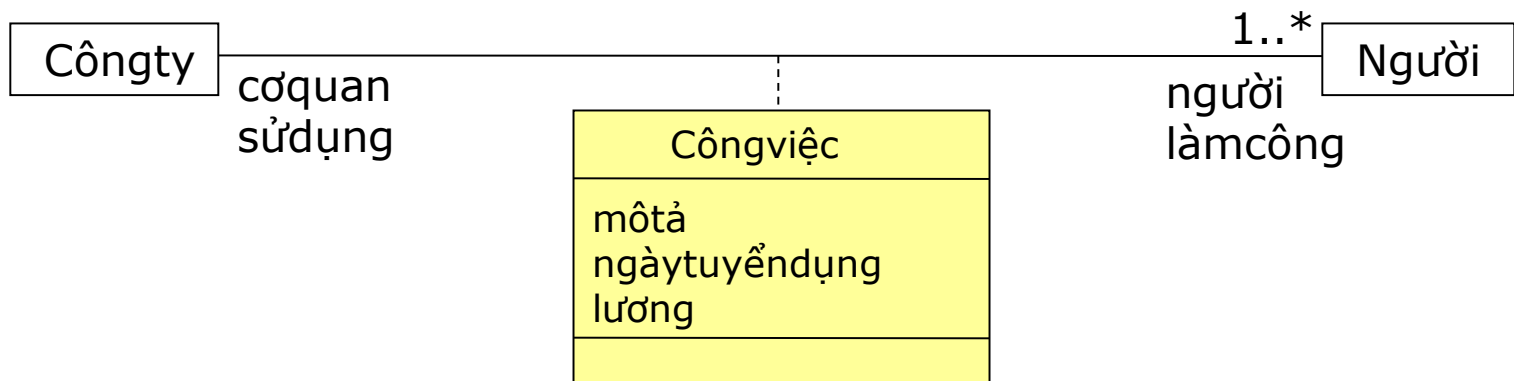 Côngty
1..*
Người
cơquan
sửdụng
người
làmcông
Côngviệc
môtả
ngàytuyểndụng
lương